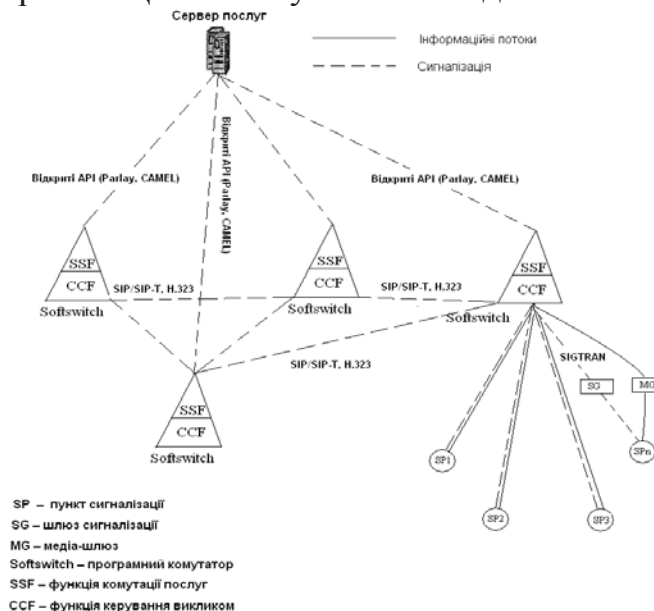 Сервер послуг
Інформаційні потоки
Сигналізація
Відкриті API (Parlay, CAMEL)
Відкриті API (Parlay, CAMEL)
Відкриті API (Parlay, CAMEL)
SSF
CCF
Softswitch
SIP/SIP-T, H.323
SSF
CCF
Softswitch
SIP/SIP-T, H.323
SSF
CCF
Softswitch
SIP/SIP-T, H.323
SIGTRAN
SG
MG
SSF
CCF
Softswitch
SP1
SPn
SP2
SP3
SP – пункт сигналізації
SG – шлюз сигналізації
MG – медіа-шлюз
Softswitch – програмний комутатор
SSF – функція комутації послуг
CCF – функція керування викликом